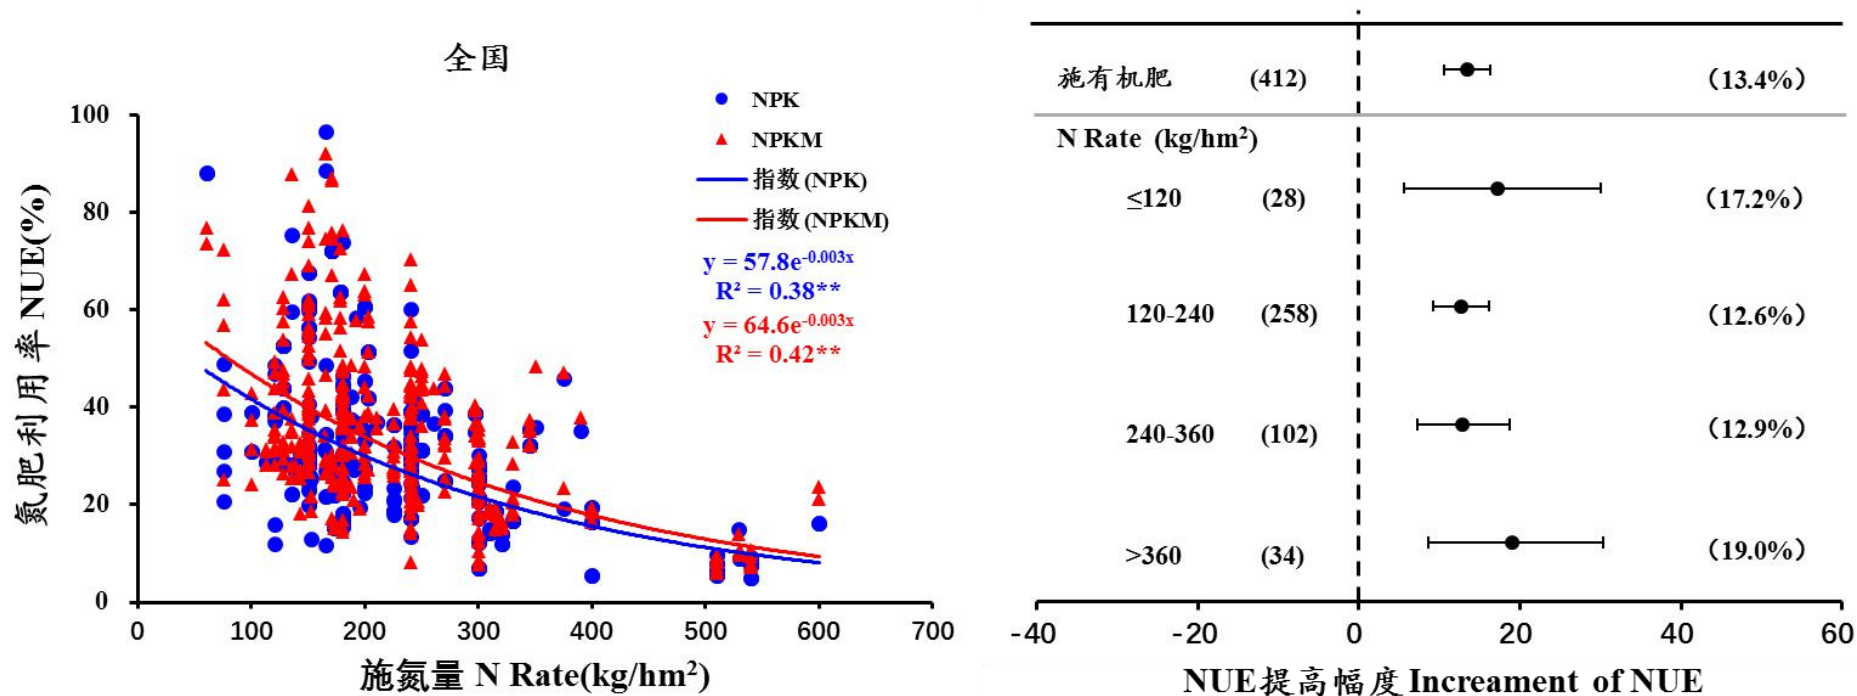 全国
NPK
NPKM
指数 (NPK)
指数 (NPKM)
y = 57.8e^-0.003x
R² = 0.38**
y = 64.6e^-0.003x
R² = 0.42**
氮肥利用率 NUE(%)
100
80
60
40
20
0
0 100 200 300 400 500 600 700
施氮量 N Rate(kg/hm²)
施有机肥 (412) (13.4%)
N Rate (kg/hm²)
≤120 (28) (17.2%)
120-240 (258) (12.6%)
240-360 (102) (12.9%)
>360 (34) (19.0%)
-40 -20 0 20 40 60
NUE提高幅度 Increament of NUE